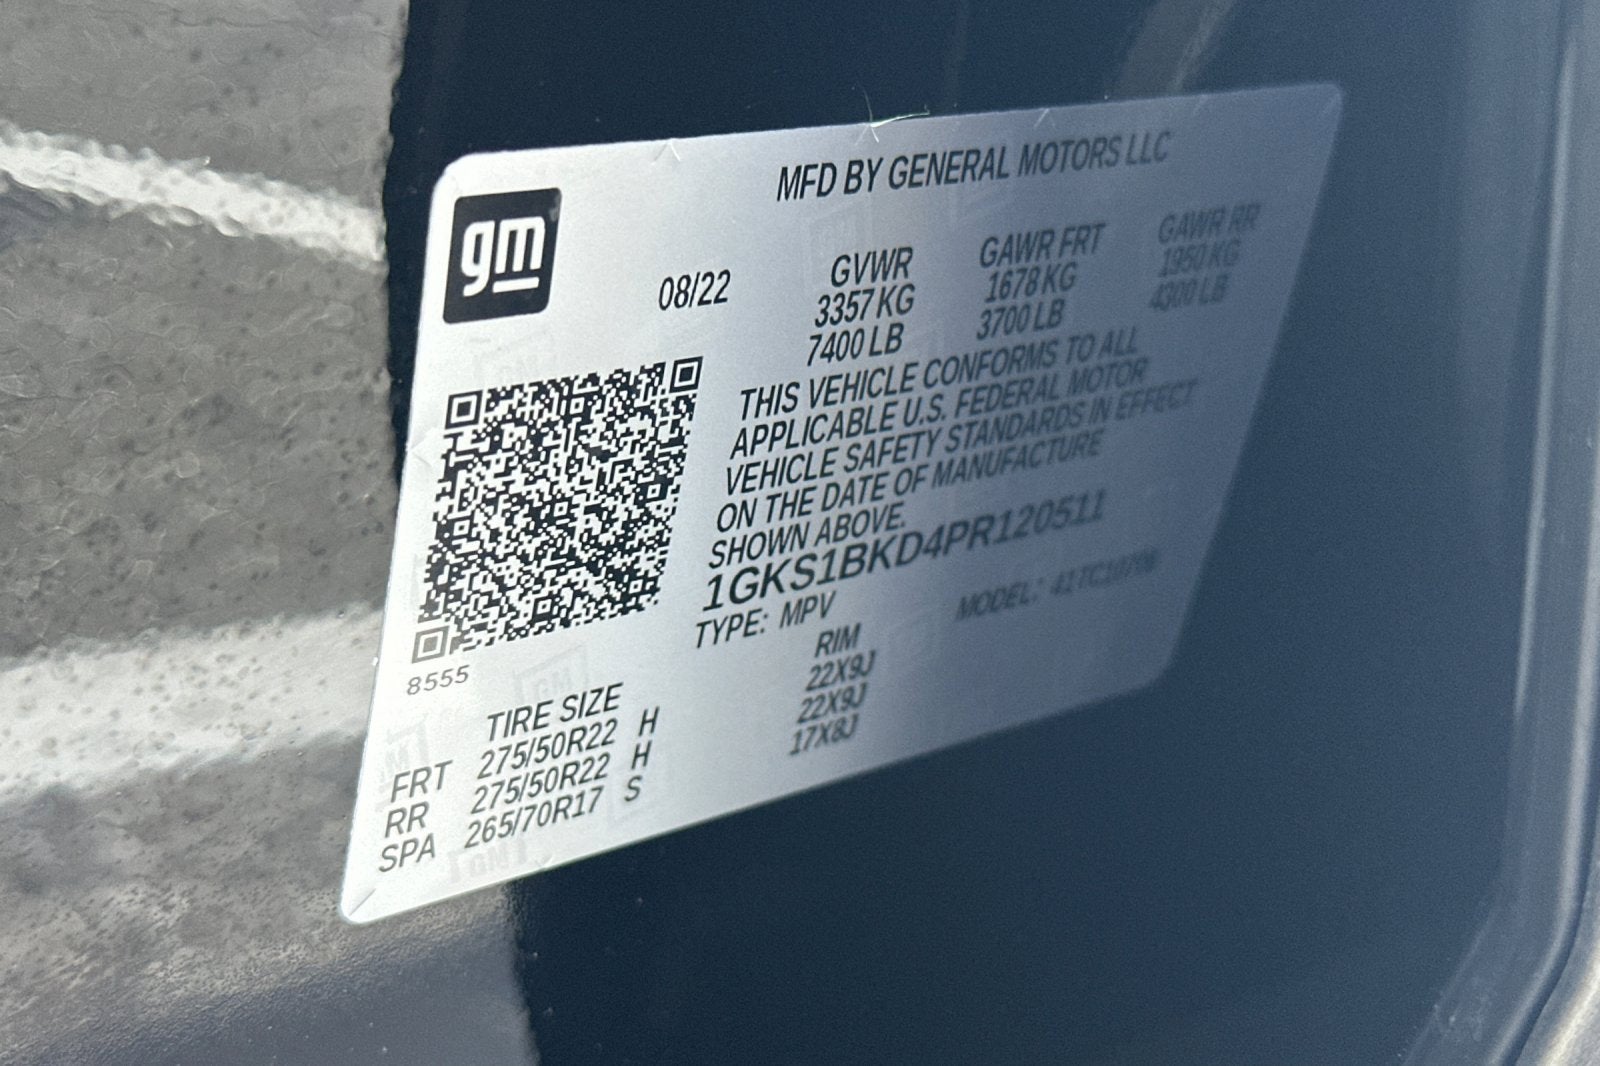 MFD BY GENERAL MOTORS LLC
gm
08/22
GVWR GAWR FRT GAWR RR
3357 KG 1678 KG 1950 KG
7400 LB 3700 LB 4300 LB
THIS VEHICLE CONFORMS TO ALL
APPLICABLE U.S. FEDERAL MOTOR
VEHICLE SAFETY STANDARDS IN EFFECT
ON THE DATE OF MANUFACTURE
SHOWN ABOVE.
1GKS1BKD4PR120511
TYPE: MPV MODEL:
8555
TIRE SIZE RIM
FRT 275/50R22 H 22X9J
RR 275/50R22 H 22X9J
SPA 265/70R17 S 17X8J